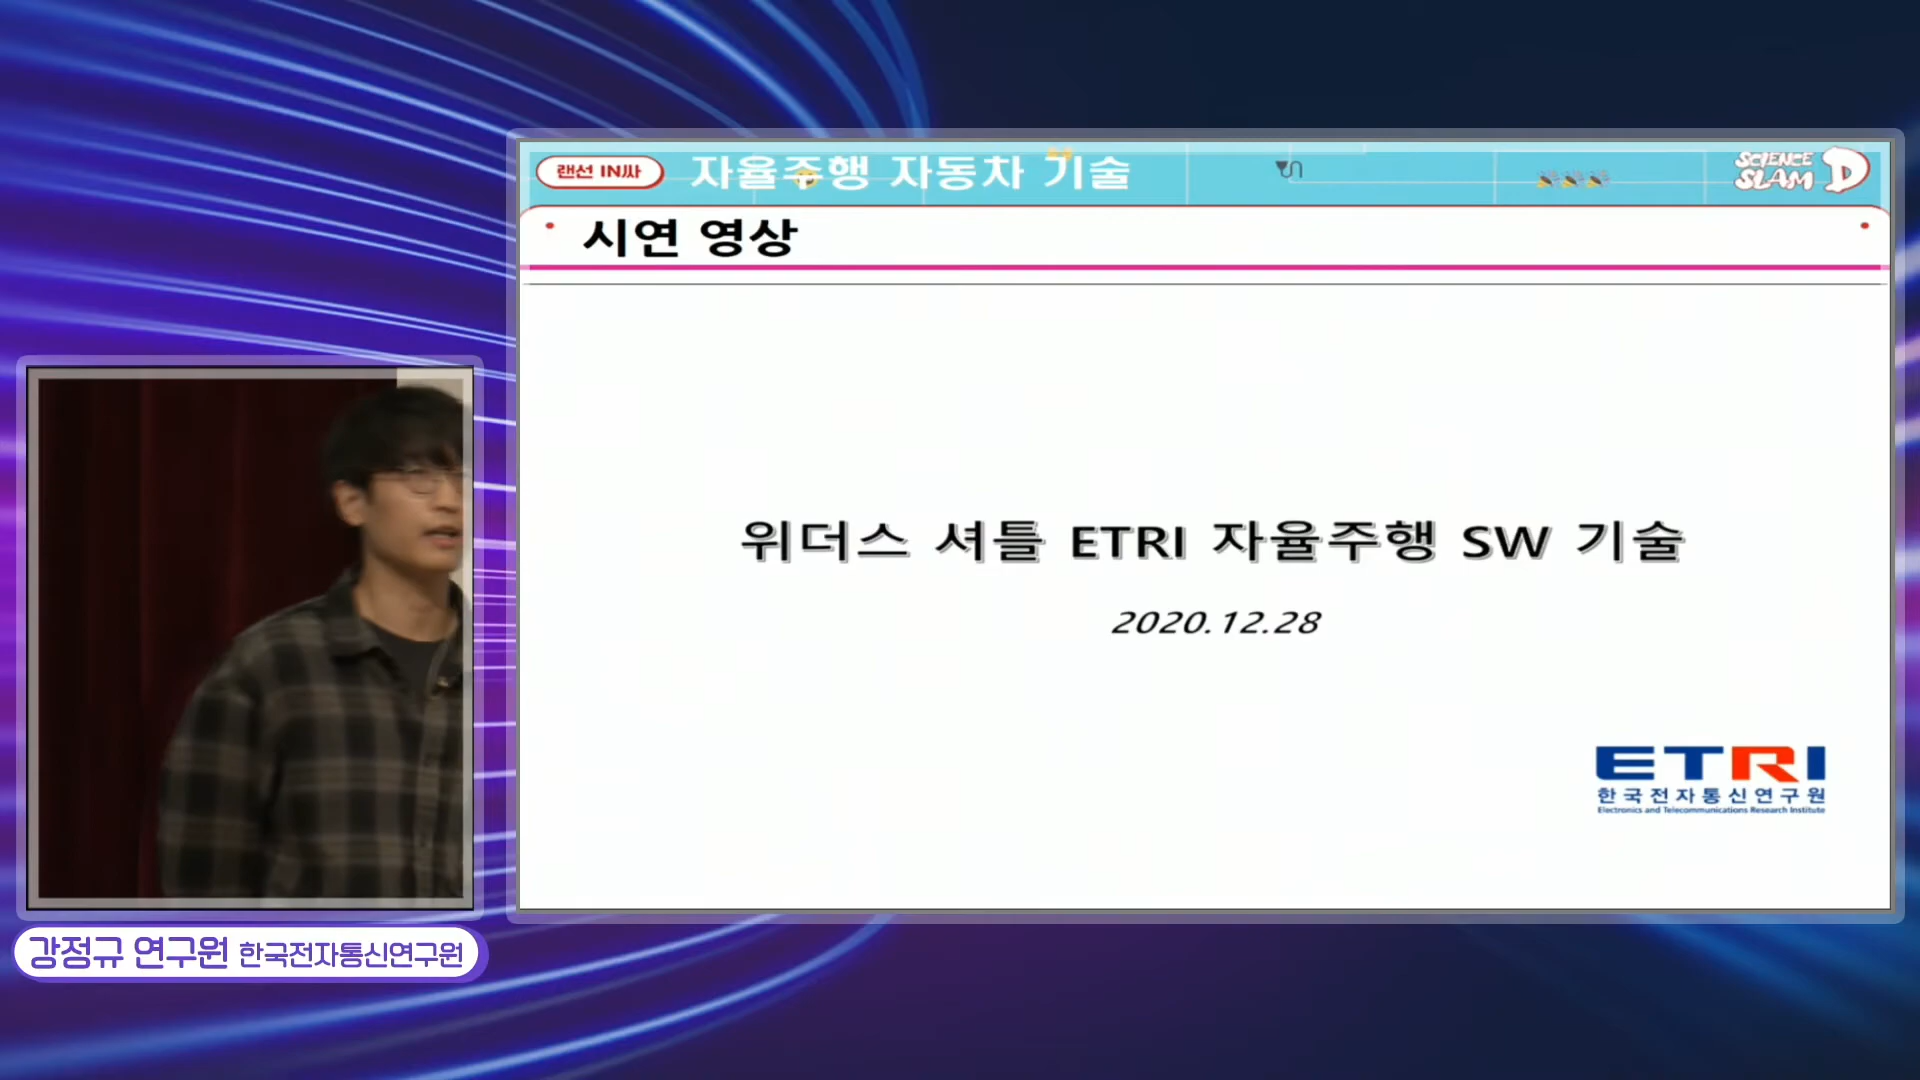 랜선 IN싸
자율주행 자동차 기술
SCIENCE
SLAM D
시연 영상
위더스 셔틀 ETRI 자율주행 SW 기술
2020.12.28
ETRI
한국전자통신연구원
Electronics and Telecommunications Research Institute
강정규 연구원 한국전자통신연구원